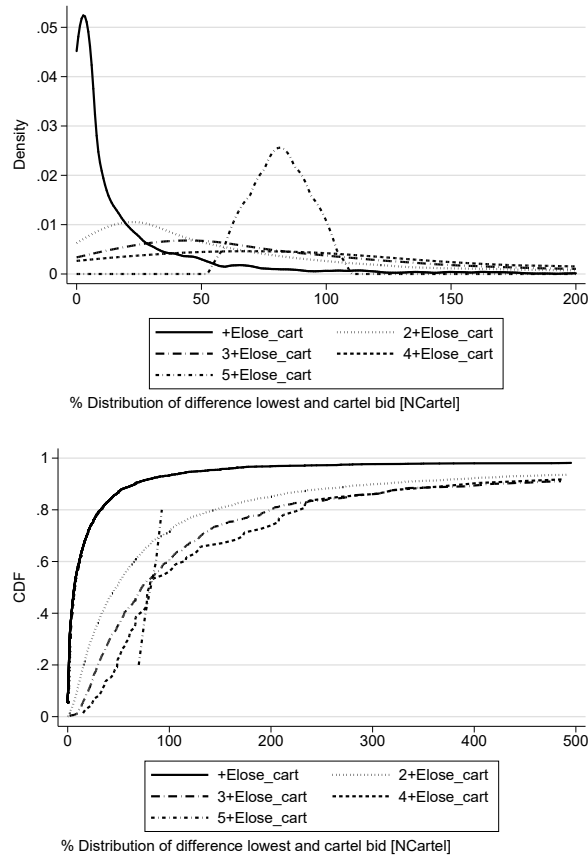 .05
.04
.03
.02
.01
0
Density
0 50 100 150 200
+Elose_cart 2+Elose_cart
3+Elose_cart 4+Elose_cart
5+Elose_cart
% Distribution of difference lowest and cartel bid [NCartel]
1
.8
.6
.4
.2
0
CDF
0 100 200 300 400 500
+Elose_cart 2+Elose_cart
3+Elose_cart 4+Elose_cart
5+Elose_cart
% Distribution of difference lowest and cartel bid [NCartel]